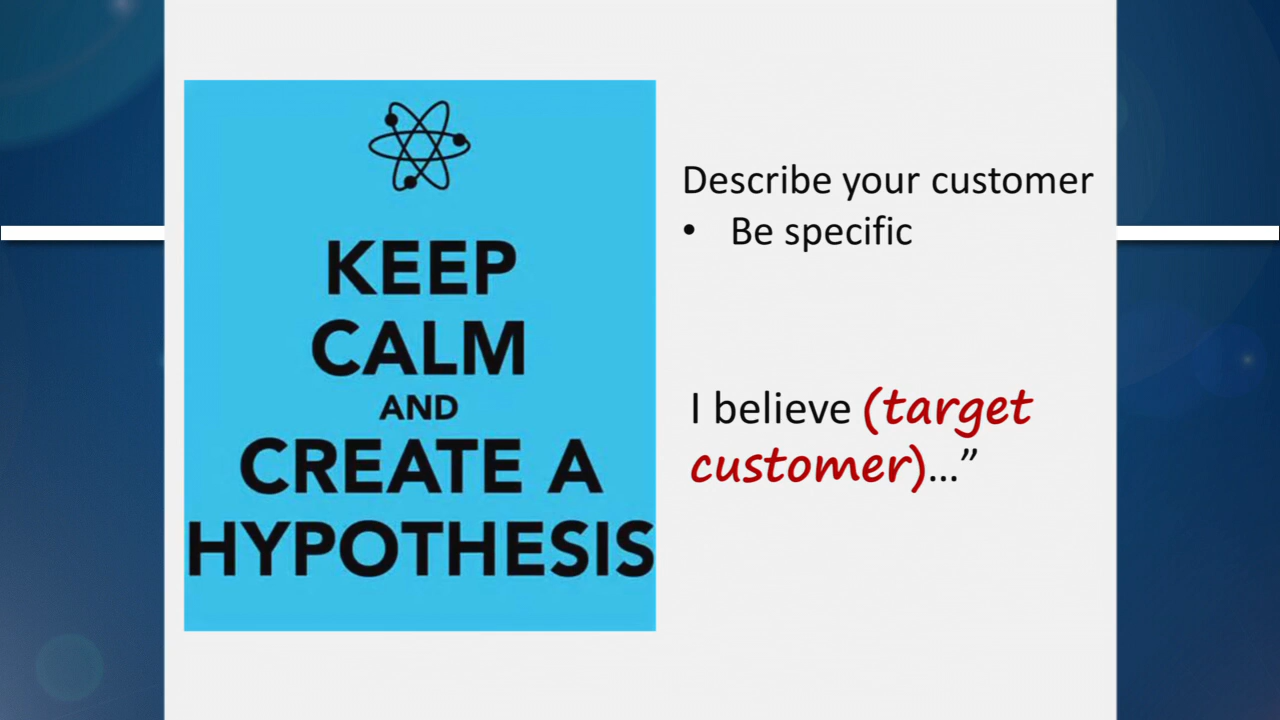 KEEP
CALM
AND
CREATE A
HYPOTHESIS
Describe your customer
• Be specific
I believe (target
customer)...”